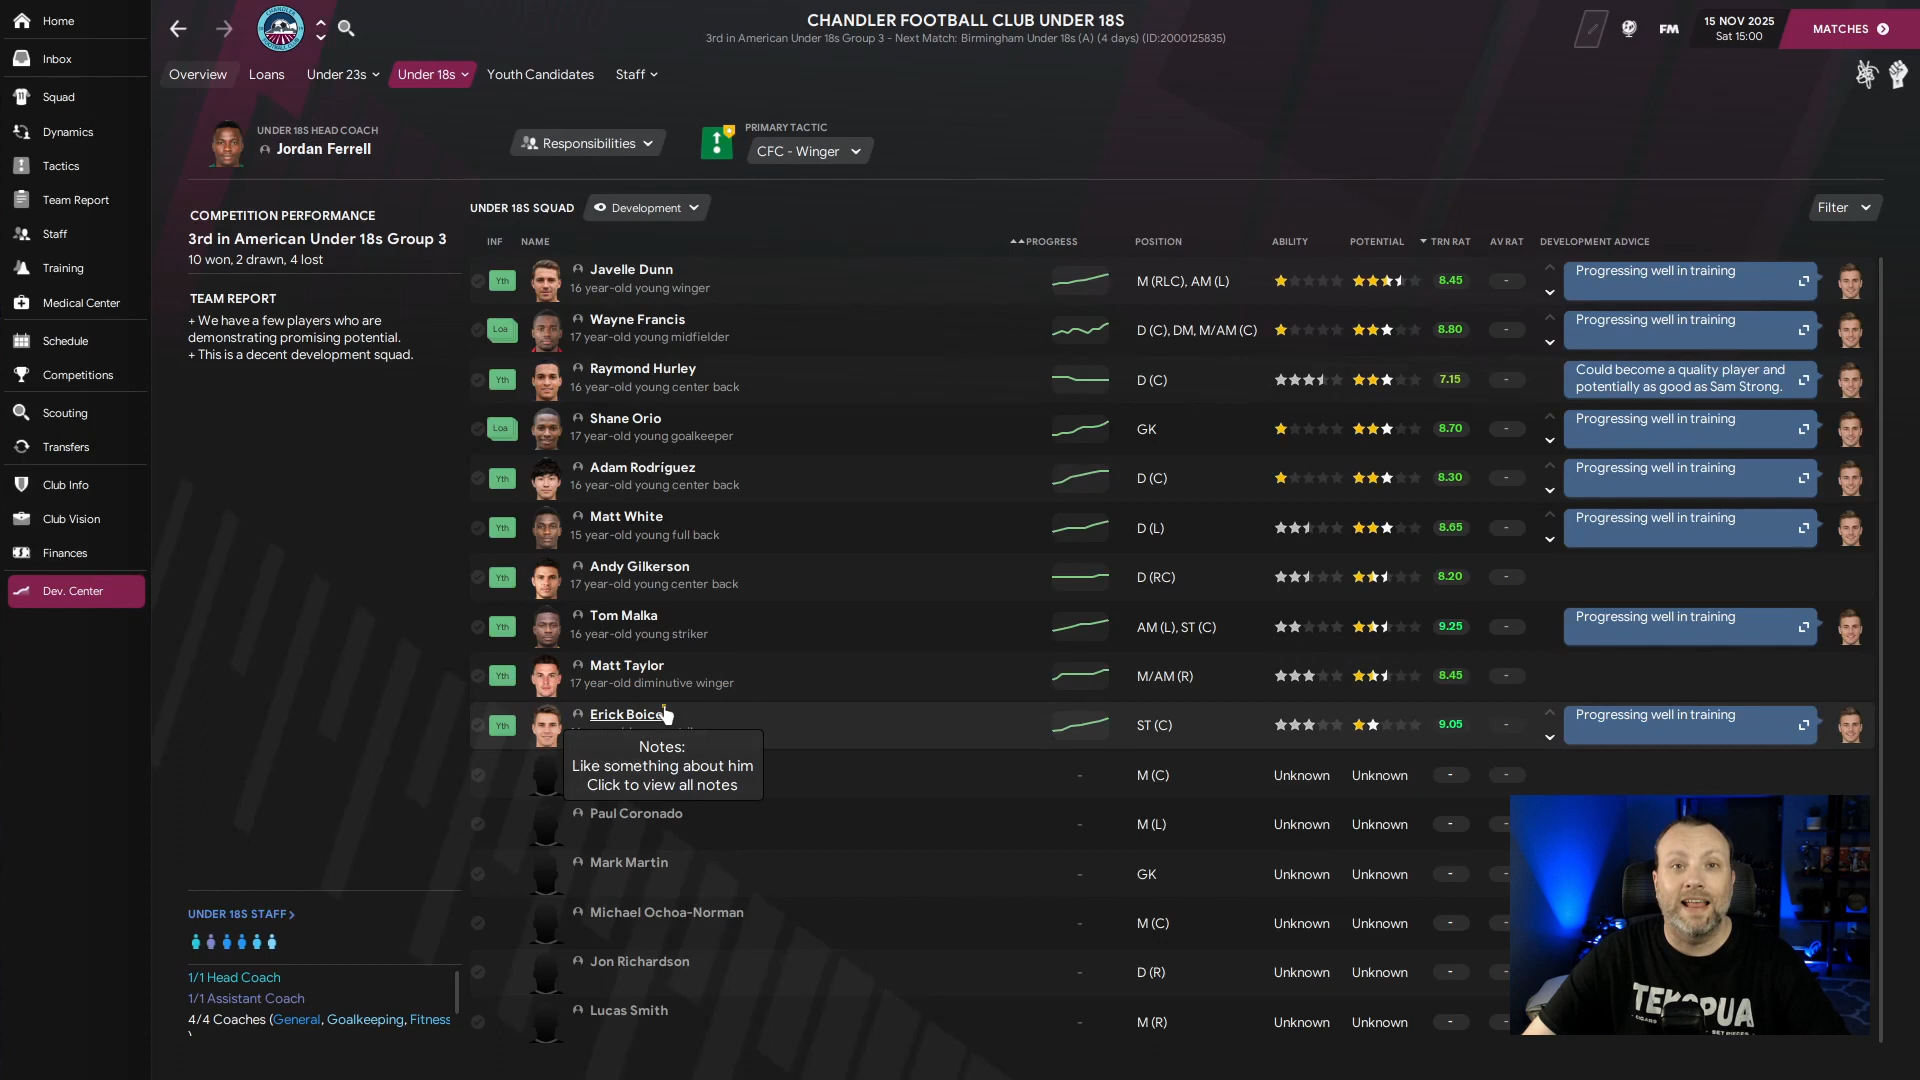 Home
Inbox
Squad
Dynamics
Tactics
Team Report
Staff
Training
Medical Center
Schedule
Competitions
Scouting
Transfers
Club Info
Club Vision
Finances
Dev. Center
CHANDLER FOOTBALL CLUB UNDER 18S
3rd in American Under 18s Group 3 - Next Match: Birmingham Under 18s (A) (4 days) (ID:2000125835)
FM
15 NOV 2025
Sat 15:00
MATCHES
Overview Loans Under 23s Under 18s Youth Candidates Staff
UNDER 18S HEAD COACH
Jordan Ferrell
Responsibilities
PRIMARY TACTIC
CFC - Winger
COMPETITION PERFORMANCE
3rd in American Under 18s Group 3
10 won, 2 drawn, 4 lost
TEAM REPORT
+ We have a few players who are
demonstrating promising potential.
+ This is a decent development squad.
UNDER 18S STAFF
1/1 Head Coach
1/1 Assistant Coach
4/4 Coaches (General, Goalkeeping, Fitness
)
UNDER 18S SQUAD Development Filter
INF NAME PROGRESS POSITION ABILITY POTENTIAL TRN RAT AV RAT DEVELOPMENT ADVICE
Yth Javelle Dunn M (RLC), AM (L) 8.45 - Progressing well in training
16 year-old young winger
Loa Wayne Francis D (C), DM, M/AM (C) 8.80 - Progressing well in training
17 year-old young midfielder
Yth Raymond Hurley D (C) 7.15 - Could become a quality player and
16 year-old young center back potentially as good as Sam Strong.
Loa Shane Orio GK 8.70 - Progressing well in training
17 year-old young goalkeeper
Yth Adam Rodríguez D (C) 8.30 - Progressing well in training
16 year-old young center back
Yth Matt White D (L) 8.65 - Progressing well in training
15 year-old young full back
Yth Andy Gilkerson D (RC) 8.20 -
17 year-old young center back
Yth Tom Malka AM (L), ST (C) 9.25 - Progressing well in training
16 year-old young striker
Yth Matt Taylor M/AM (R) 8.45 -
17 year-old diminutive winger
Yth Erick Boice ST (C) 9.05 - Progressing well in training
Notes:
Like something about him
Click to view all notes
- M (C) Unknown Unknown - -
Paul Coronado - M (L) Unknown Unknown - -
Mark Martin - GK Unknown Unknown - -
Michael Ochoa-Norman - M (C) Unknown Unknown - -
Jon Richardson - D (R) Unknown Unknown - -
Lucas Smith - M (R) Unknown Unknown - -